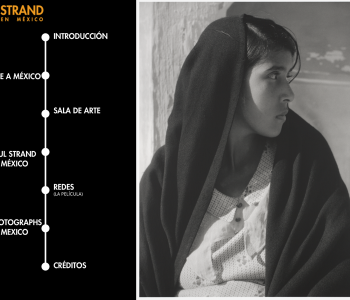 STRAND
EN MÉXICO
INTRODUCCIÓN
E A MÉXICO
SALA DE ARTE
UL STRAND
MÉXICO
REDES
(LA PELÍCULA)
OTOGRAPHS
MEXICO
CRÉDITOS